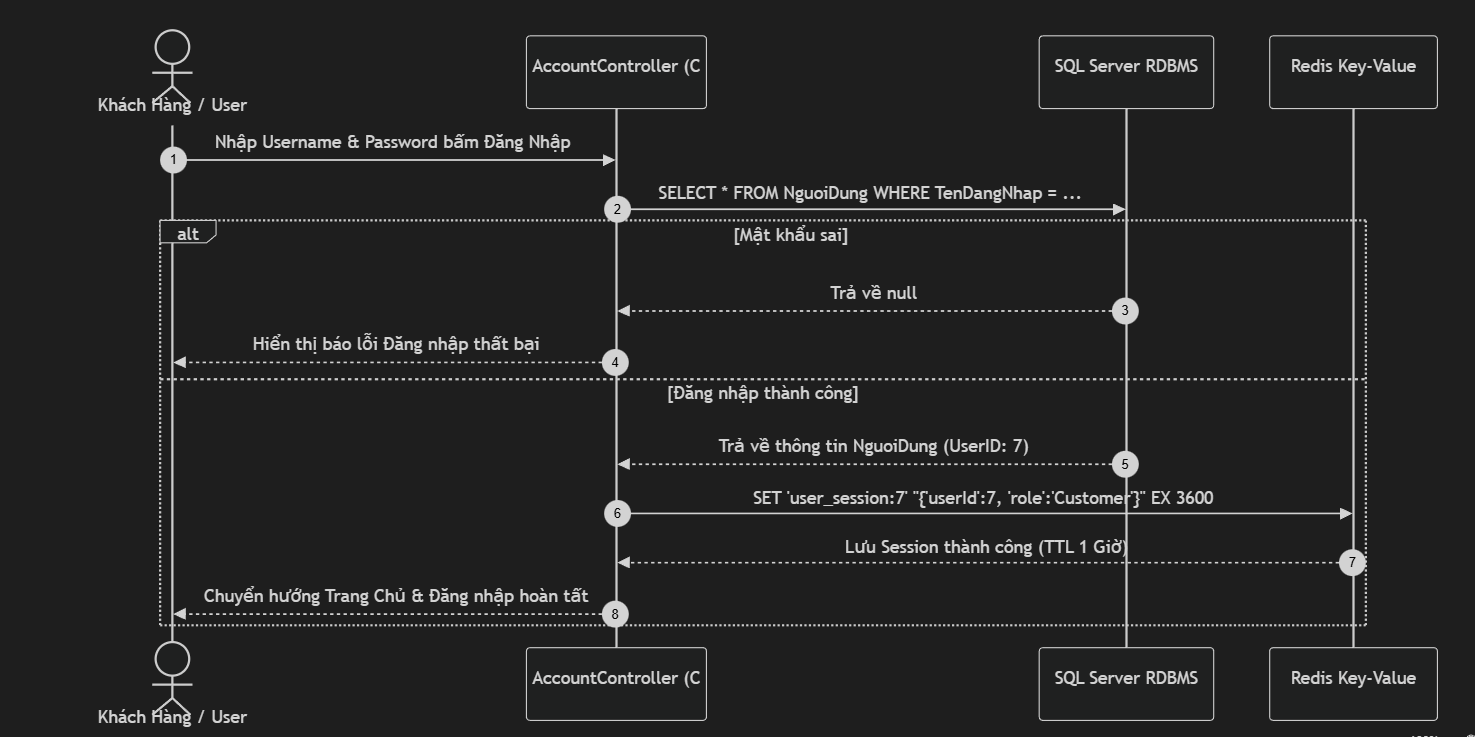 AccountController (C
SQL Server RDBMS
Redis Key-Value
Khách Hàng / User
Nhập Username & Password bấm Đăng Nhập
1
SELECT * FROM NguoiDung WHERE TenDangNhap = ...
2
alt
[Mật khẩu sai]
Trả về null
3
Hiển thị báo lỗi Đăng nhập thất bại
4
[Đăng nhập thành công]
Trả về thông tin NguoiDung (UserID: 7)
5
SET 'user_session:7' "{'userId':7, 'role':'Customer'}" EX 3600
6
Lưu Session thành công (TTL 1 Giờ)
7
Chuyển hướng Trang Chủ & Đăng nhập hoàn tất
8
AccountController (C
SQL Server RDBMS
Redis Key-Value
Khách Hàng / User